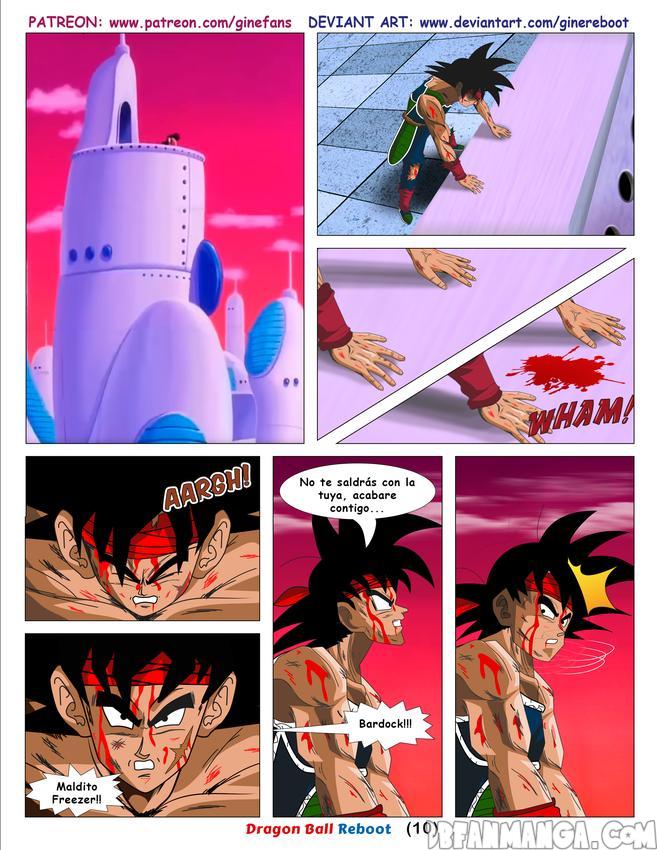 PATREON: www.patreon.com/ginefans DEVIANT ART: www.deviantart.com/ginereboot
WHAM!
AARGH!
Maldito
Freezer!!
No te saldrás con la
tuya, acabare
contigo...
Bardock!!!
Dragon Ball Reboot (10)
DBFANMANGA.COM